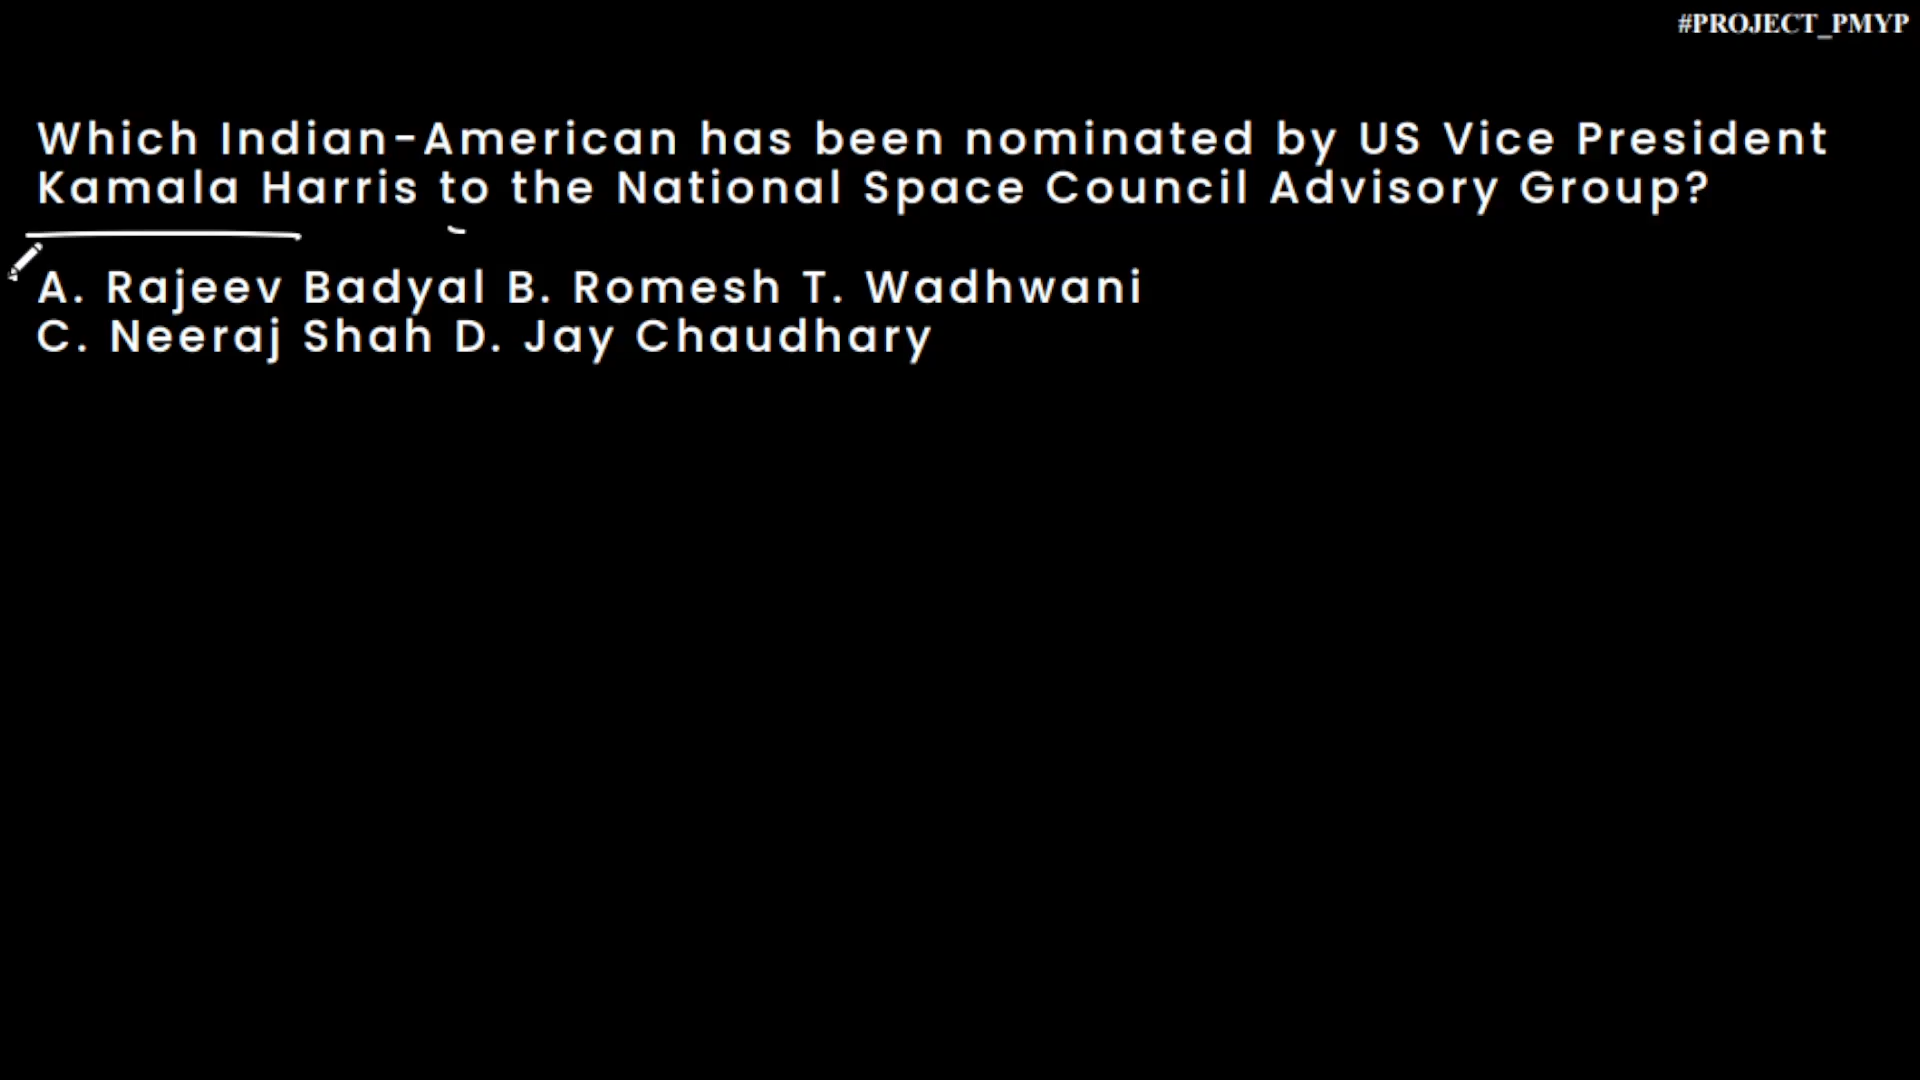 #PROJECT_PMYP
Which Indian-American has been nominated by US Vice President
Kamala Harris to the National Space Council Advisory Group?
A. Rajeev Badyal B. Romesh T. Wadhwani
C. Neeraj Shah D. Jay Chaudhary